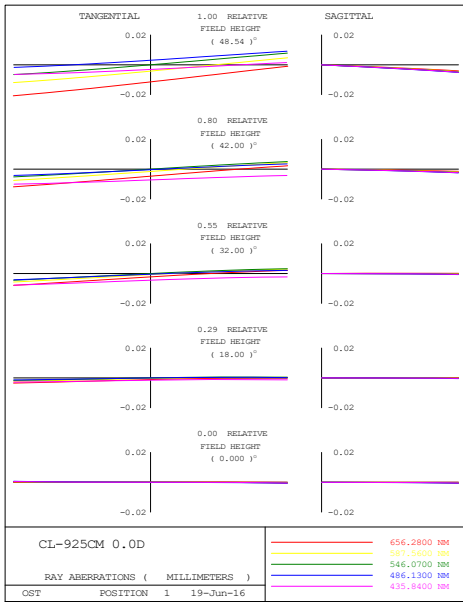 TANGENTIAL 1.00 RELATIVE SAGITTAL
FIELD HEIGHT
( 48.54 )°
0.02 0.02
-0.02 -0.02
0.80 RELATIVE
FIELD HEIGHT
( 42.00 )°
0.02 0.02
-0.02 -0.02
0.55 RELATIVE
FIELD HEIGHT
( 32.00 )°
0.02 0.02
-0.02 -0.02
0.29 RELATIVE
FIELD HEIGHT
( 18.00 )°
0.02 0.02
-0.02 -0.02
0.00 RELATIVE
FIELD HEIGHT
( 0.000 )°
0.02 0.02
-0.02 -0.02
CL-925CM 0.0D
RAY ABERRATIONS ( MILLIMETERS )
OST POSITION 1 19-Jun-16
656.2800 NM
NM
546.0700 NM
486.1300 NM
435.8400 NM